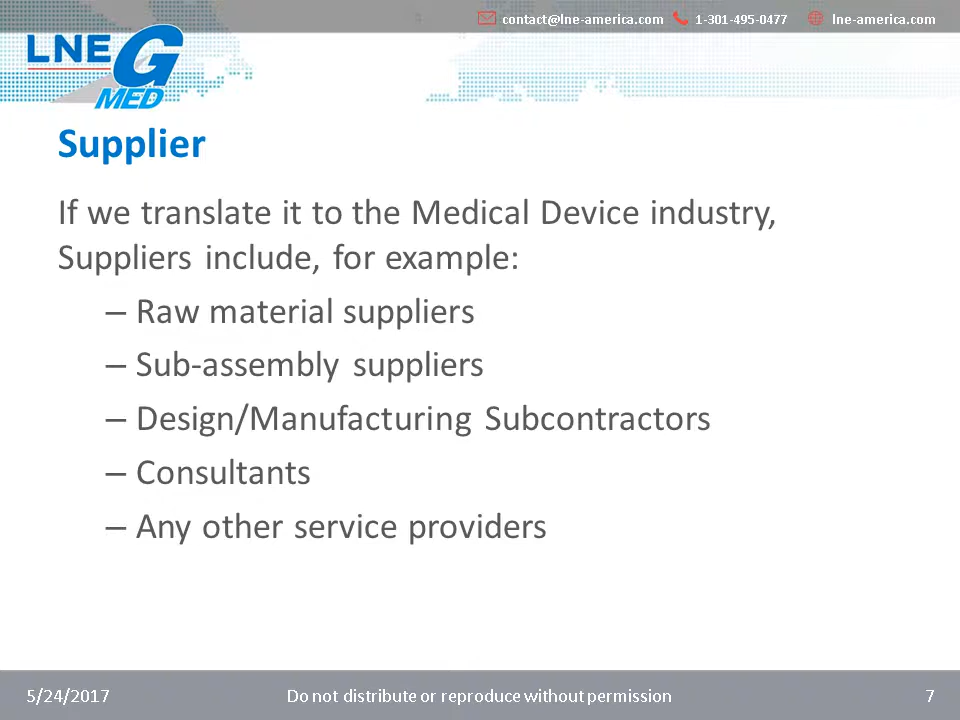 contact@lne-america.com 1-301-495-0477 lne-america.com
LNE G
MED
Supplier
If we translate it to the Medical Device industry,
Suppliers include, for example:
– Raw material suppliers
– Sub-assembly suppliers
– Design/Manufacturing Subcontractors
– Consultants
– Any other service providers
5/24/2017 Do not distribute or reproduce without permission 7